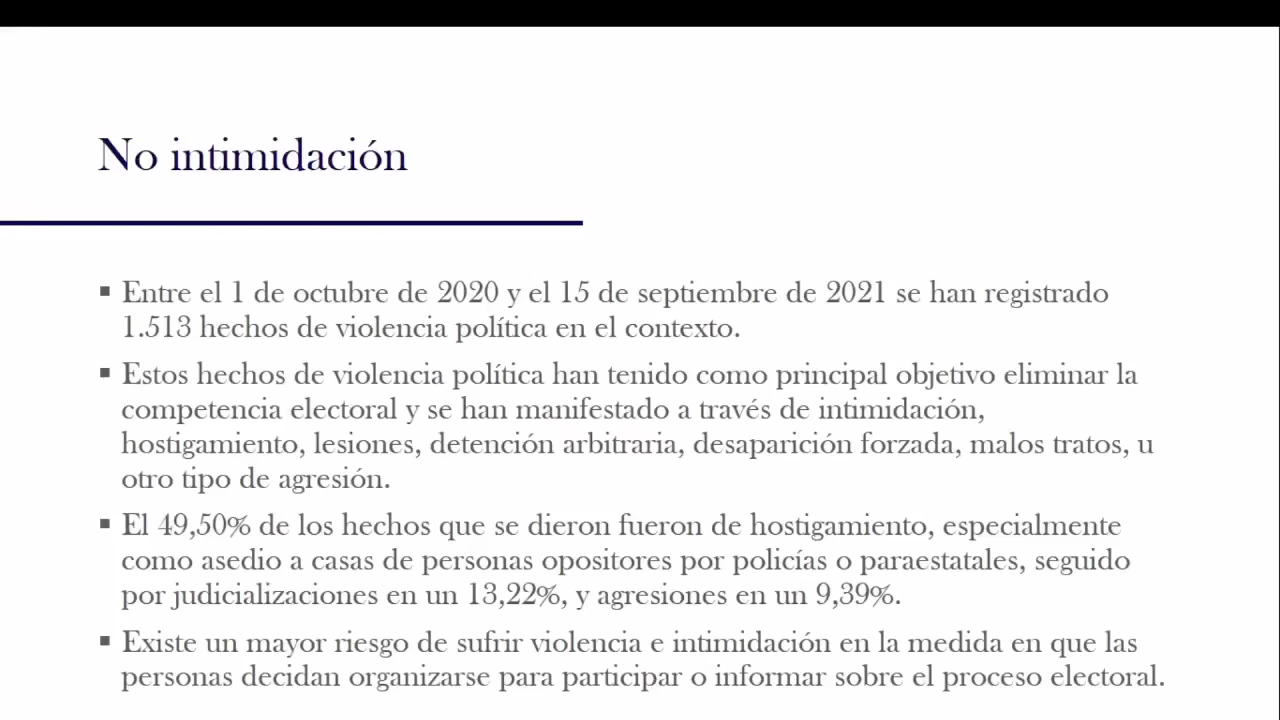 No intimidación
▪ Entre el 1 de octubre de 2020 y el 15 de septiembre de 2021 se han registrado
1.513 hechos de violencia política en el contexto.
▪ Estos hechos de violencia política han tenido como principal objetivo eliminar la
competencia electoral y se han manifestado a través de intimidación,
hostigamiento, lesiones, detención arbitraria, desaparición forzada, malos tratos, u
otro tipo de agresión.
▪ El 49,50% de los hechos que se dieron fueron de hostigamiento, especialmente
como asedio a casas de personas opositores por policías o paraestatales, seguido
por judicializaciones en un 13,22%, y agresiones en un 9,39%.
▪ Existe un mayor riesgo de sufrir violencia e intimidación en la medida en que las
personas decidan organizarse para participar o informar sobre el proceso electoral.